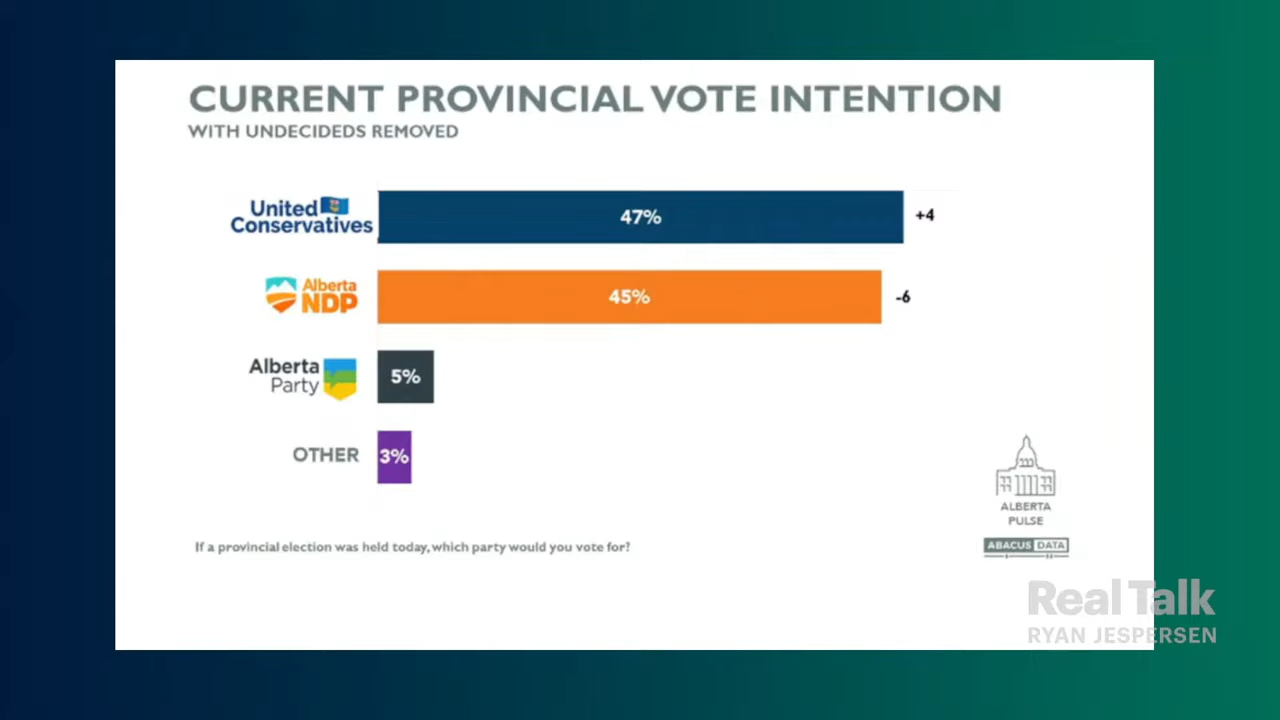 CURRENT PROVINCIAL VOTE INTENTION
WITH UNDECIDEDS REMOVED
United
Conservatives
47%
+4
Alberta
NDP
45%
-6
Alberta
Party
5%
OTHER
3%
ALBERTA
PULSE
If a provincial election was held today, which party would you vote for?
ABACUS DATA
Real Talk
RYAN JESPERSEN